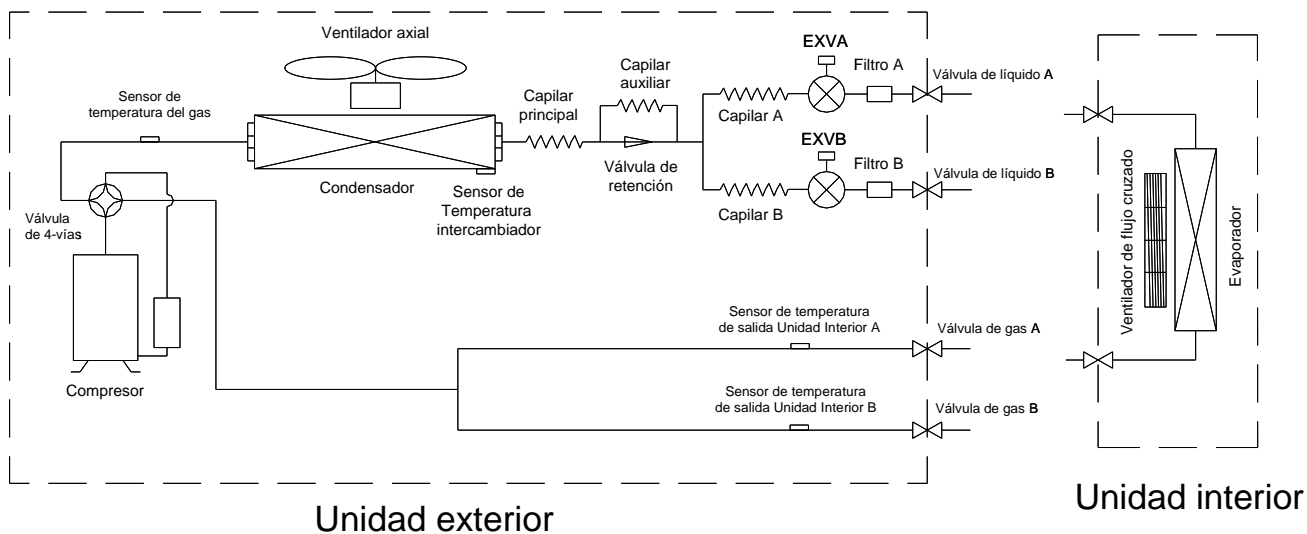 Ventilador axial
Sensor de
temperatura del gas
Condensador
Sensor de
Temperatura
intercambiador
Capilar
principal
Capilar
auxiliar
Válvula de
retención
EXVA
Filtro A
Válvula de líquido A
Capilar A
EXVB
Filtro B
Válvula de líquido B
Capilar B
Válvula
de 4-vías
Compresor
Sensor de temperatura
de salida Unidad Interior A
Válvula de gas A
Sensor de temperatura
de salida Unidad Interior B
Válvula de gas B
Unidad exterior
Ventilador de flujo cruzado
Evaporador
Unidad interior